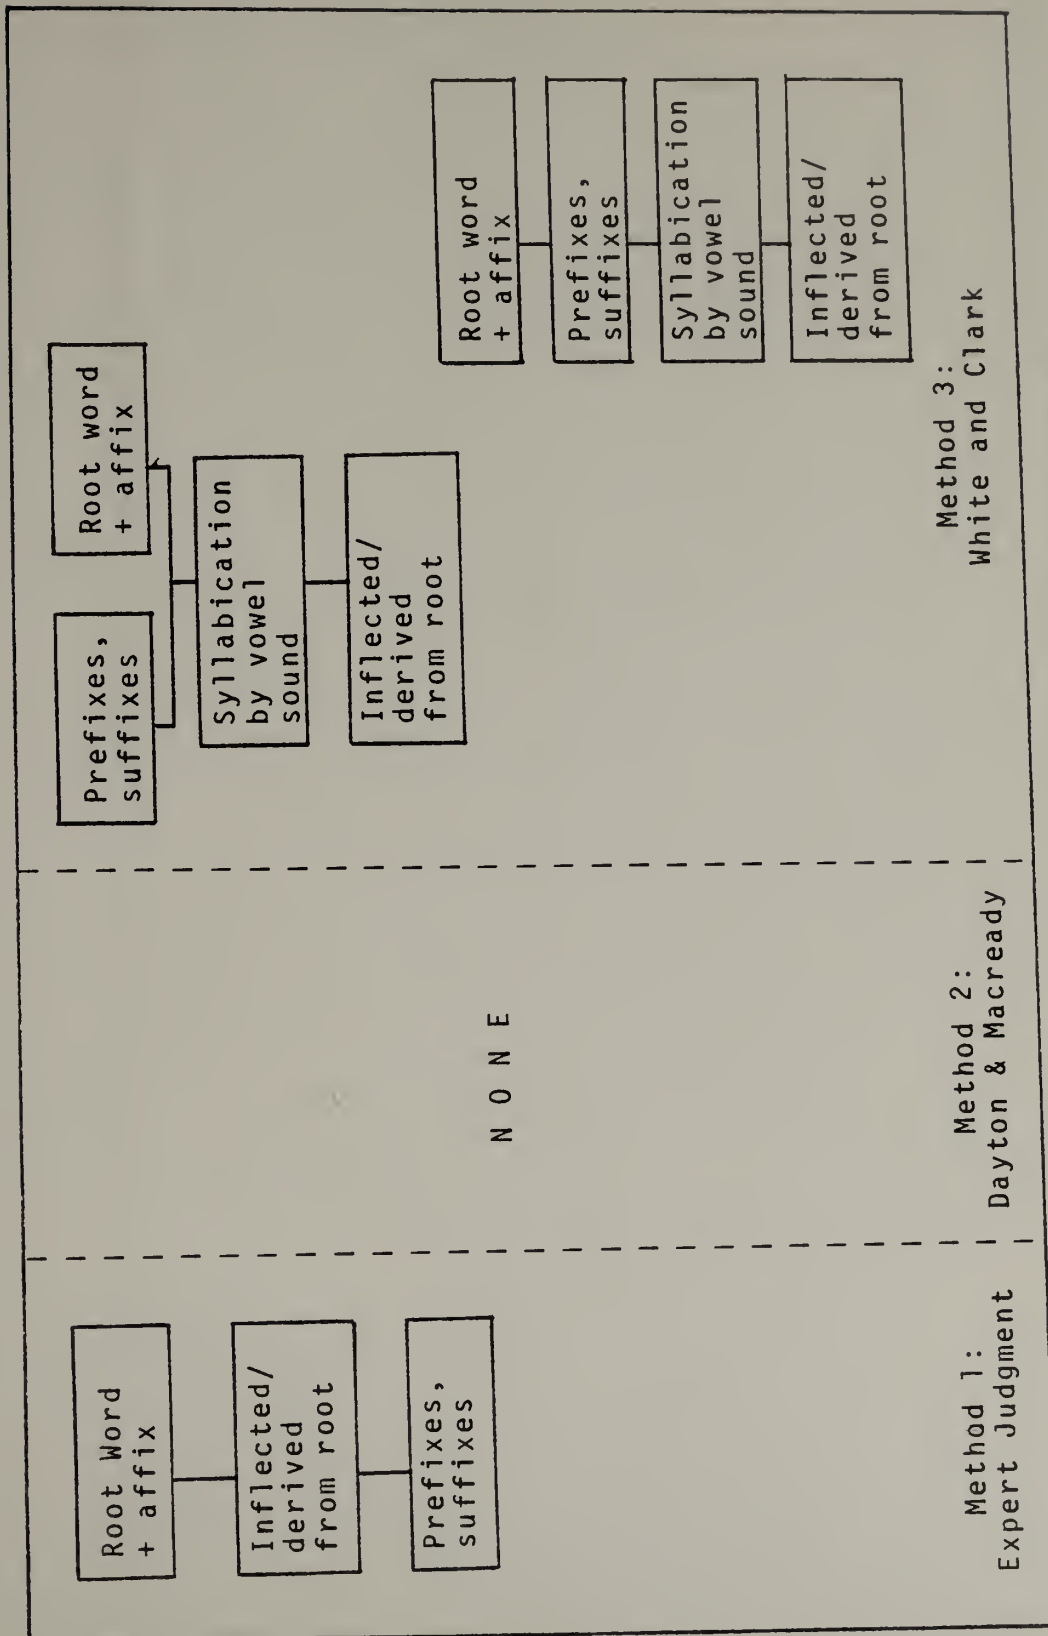 Root Word
+ affix
Inflected/
derived
from root
Prefixes,
suffixes
Method 1:
Expert Judgment
N O N E
Method 2:
Dayton & Macready
Prefixes,
suffixes
Root word
+ affix
Syllabication
by vowel
sound
Inflected/
derived
from root
Root word
+ affix
Prefixes,
suffixes
Syllabication
by vowel
sound
Inflected/
derived
from root
Method 3:
White and Clark